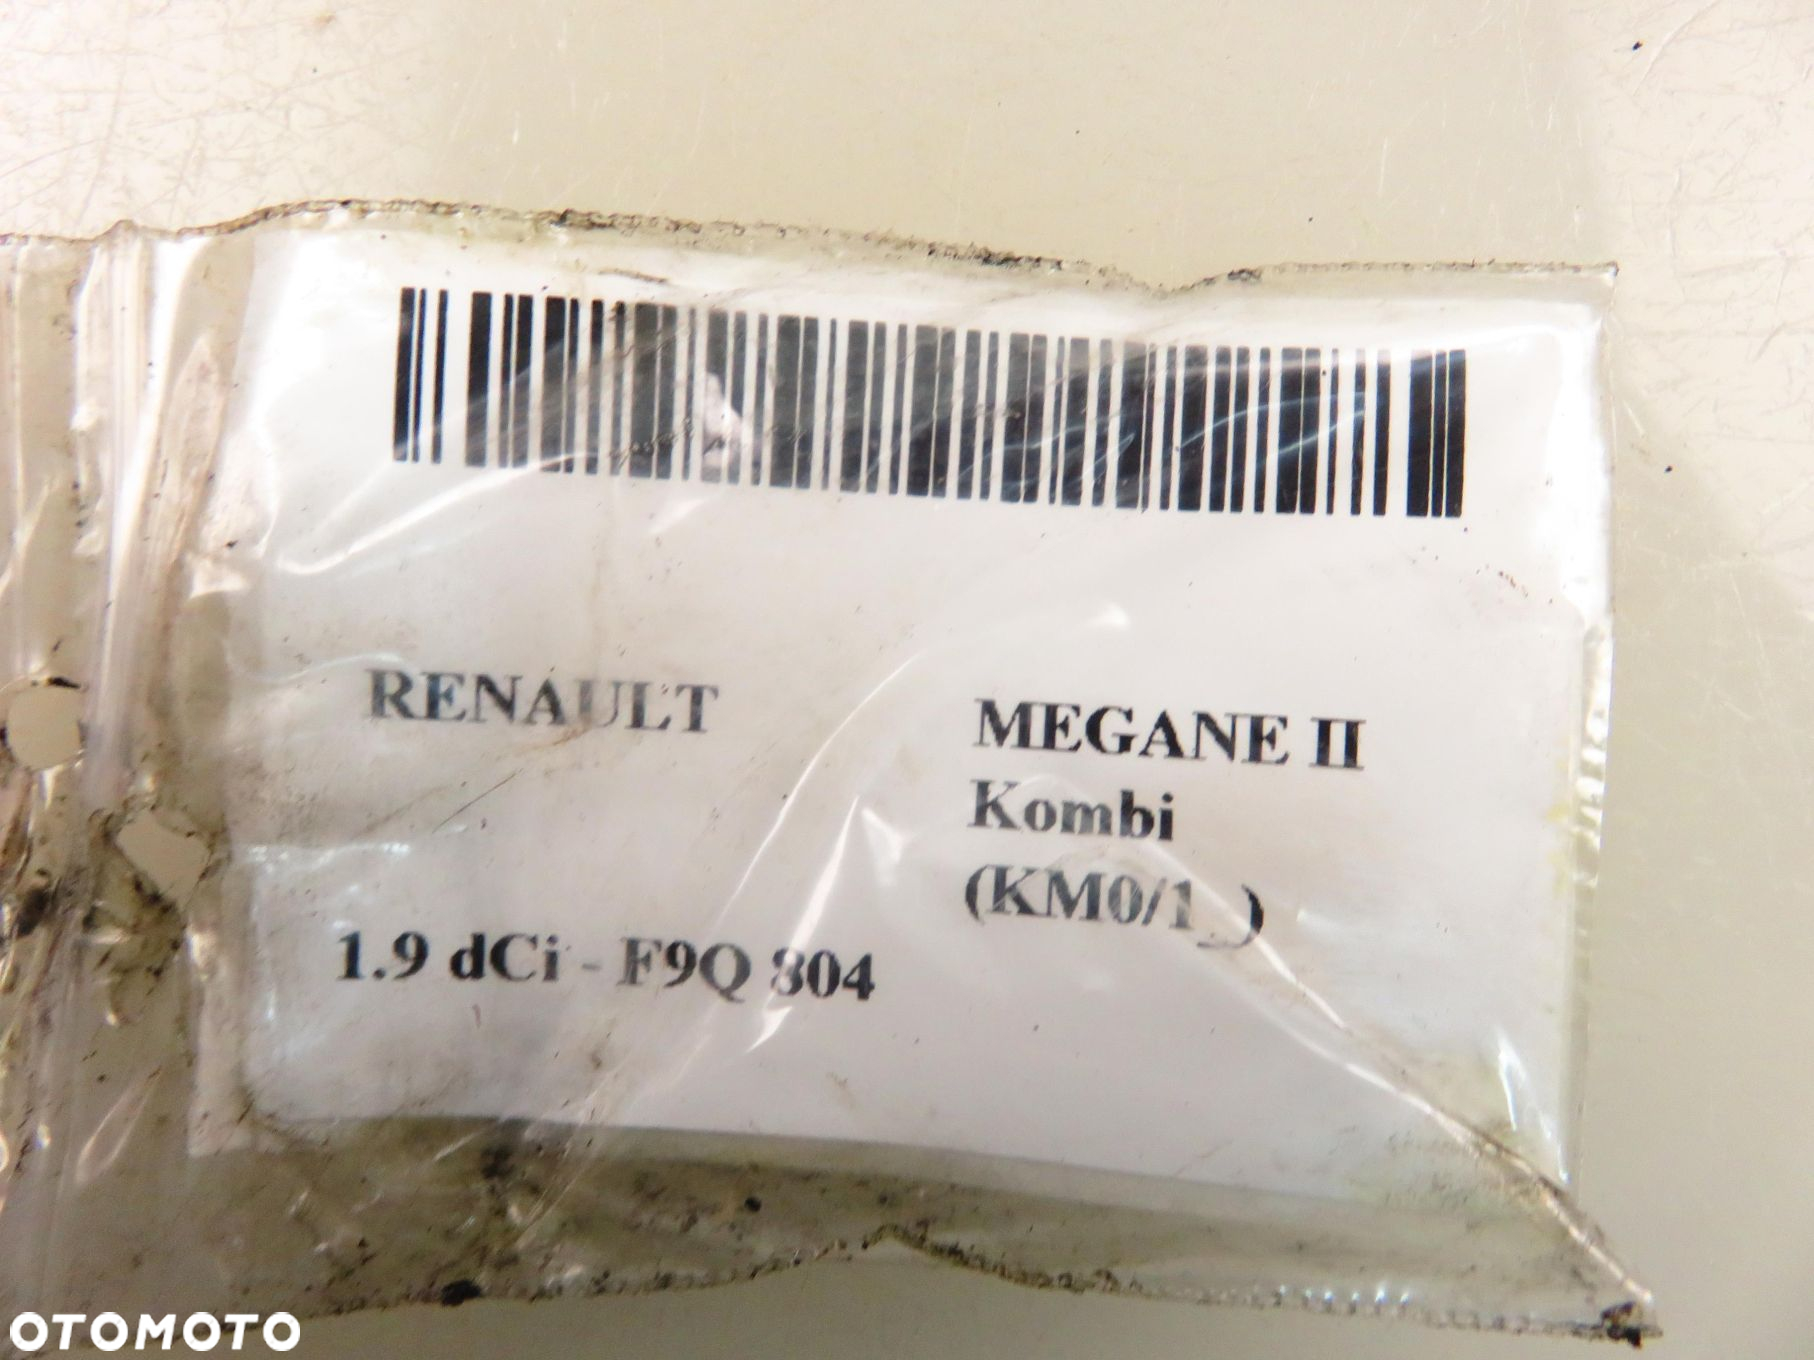 RENAULT
MEGANE II
Kombi
(KM0/1_)
1.9 dCi - F9Q 804
OTOMOTO